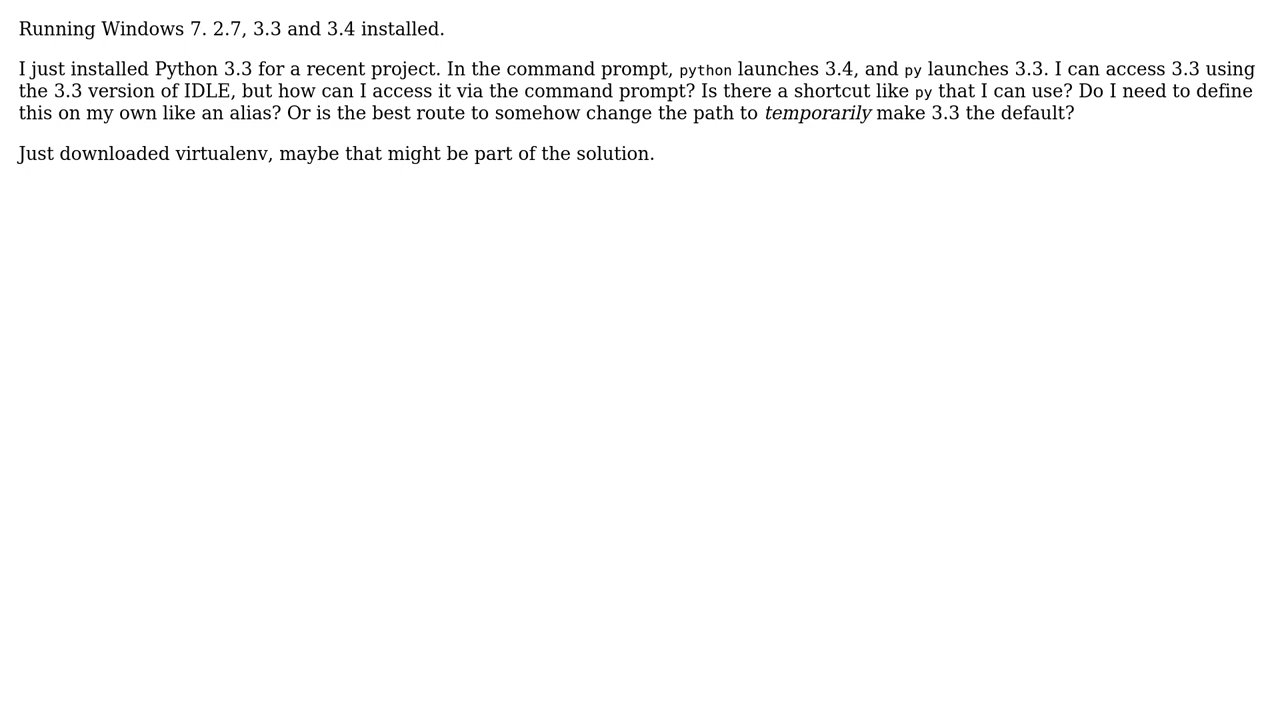 Running Windows 7. 2.7, 3.3 and 3.4 installed.
I just installed Python 3.3 for a recent project. In the command prompt, python launches 3.4, and py launches 3.3. I can access 3.3 using
the 3.3 version of IDLE, but how can I access it via the command prompt? Is there a shortcut like py that I can use? Do I need to define
this on my own like an alias? Or is the best route to somehow change the path to temporarily make 3.3 the default?
Just downloaded virtualenv, maybe that might be part of the solution.